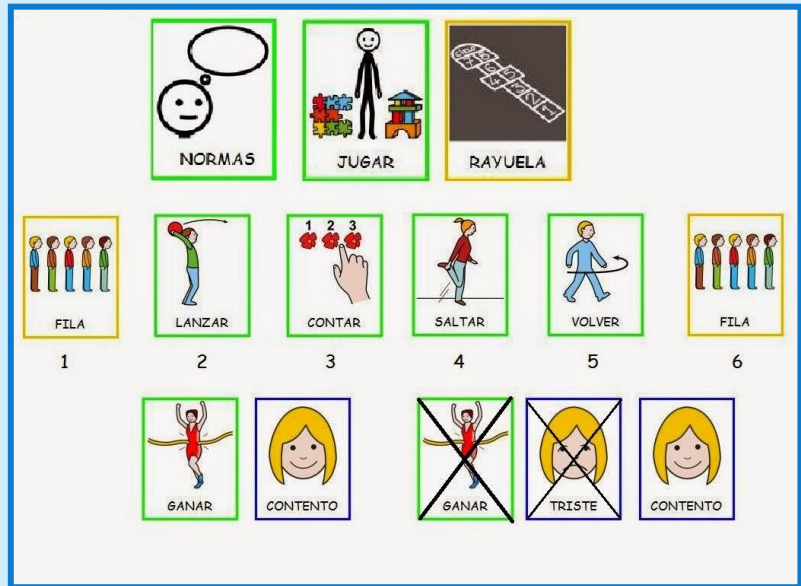 NORMAS JUGAR RAYUELA
1 2 3
FILA LANZAR CONTAR SALTAR VOLVER FILA
1 2 3 4 5 6
GANAR CONTENTO GANAR TRISTE CONTENTO